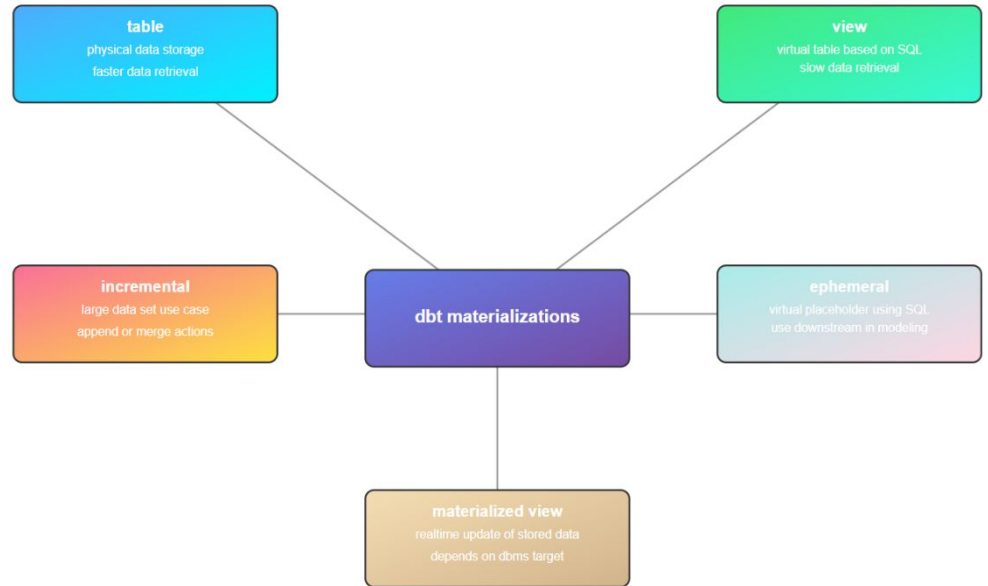 table
physical data storage
faster data retrieval
view
virtual table based on SQL
slow data retrieval
incremental
large data set use case
append or merge actions
dbt materializations
ephemeral
virtual placeholder using SQL
use downstream in modeling
materialized view
realtime update of stored data
depends on dbms target